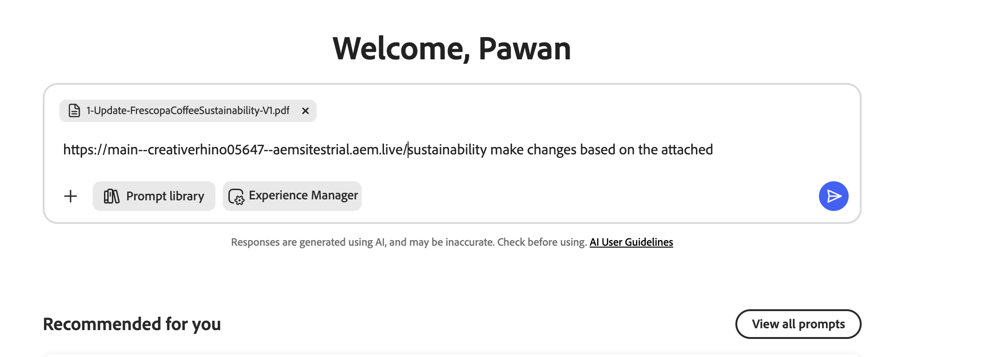 Welcome, Pawan
1-Update-FrescopaCoffeeSustainability-V1.pdf
https://main--creativerhino05647--aemsitestrial.aem.live/sustainability make changes based on the attached
Prompt library
Experience Manager
Responses are generated using AI, and may be inaccurate. Check before using. AI User Guidelines
Recommended for you
View all prompts